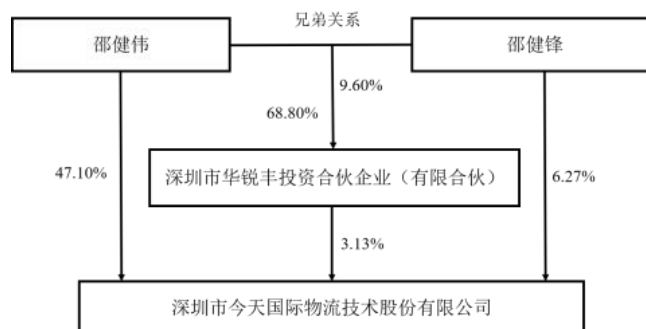 兄弟关系
邵健伟
邵健锋
9.60%
68.80%
47.10%
深圳市华锐丰投资合伙企业（有限合伙）
6.27%
3.13%
深圳市今天国际物流技术股份有限公司